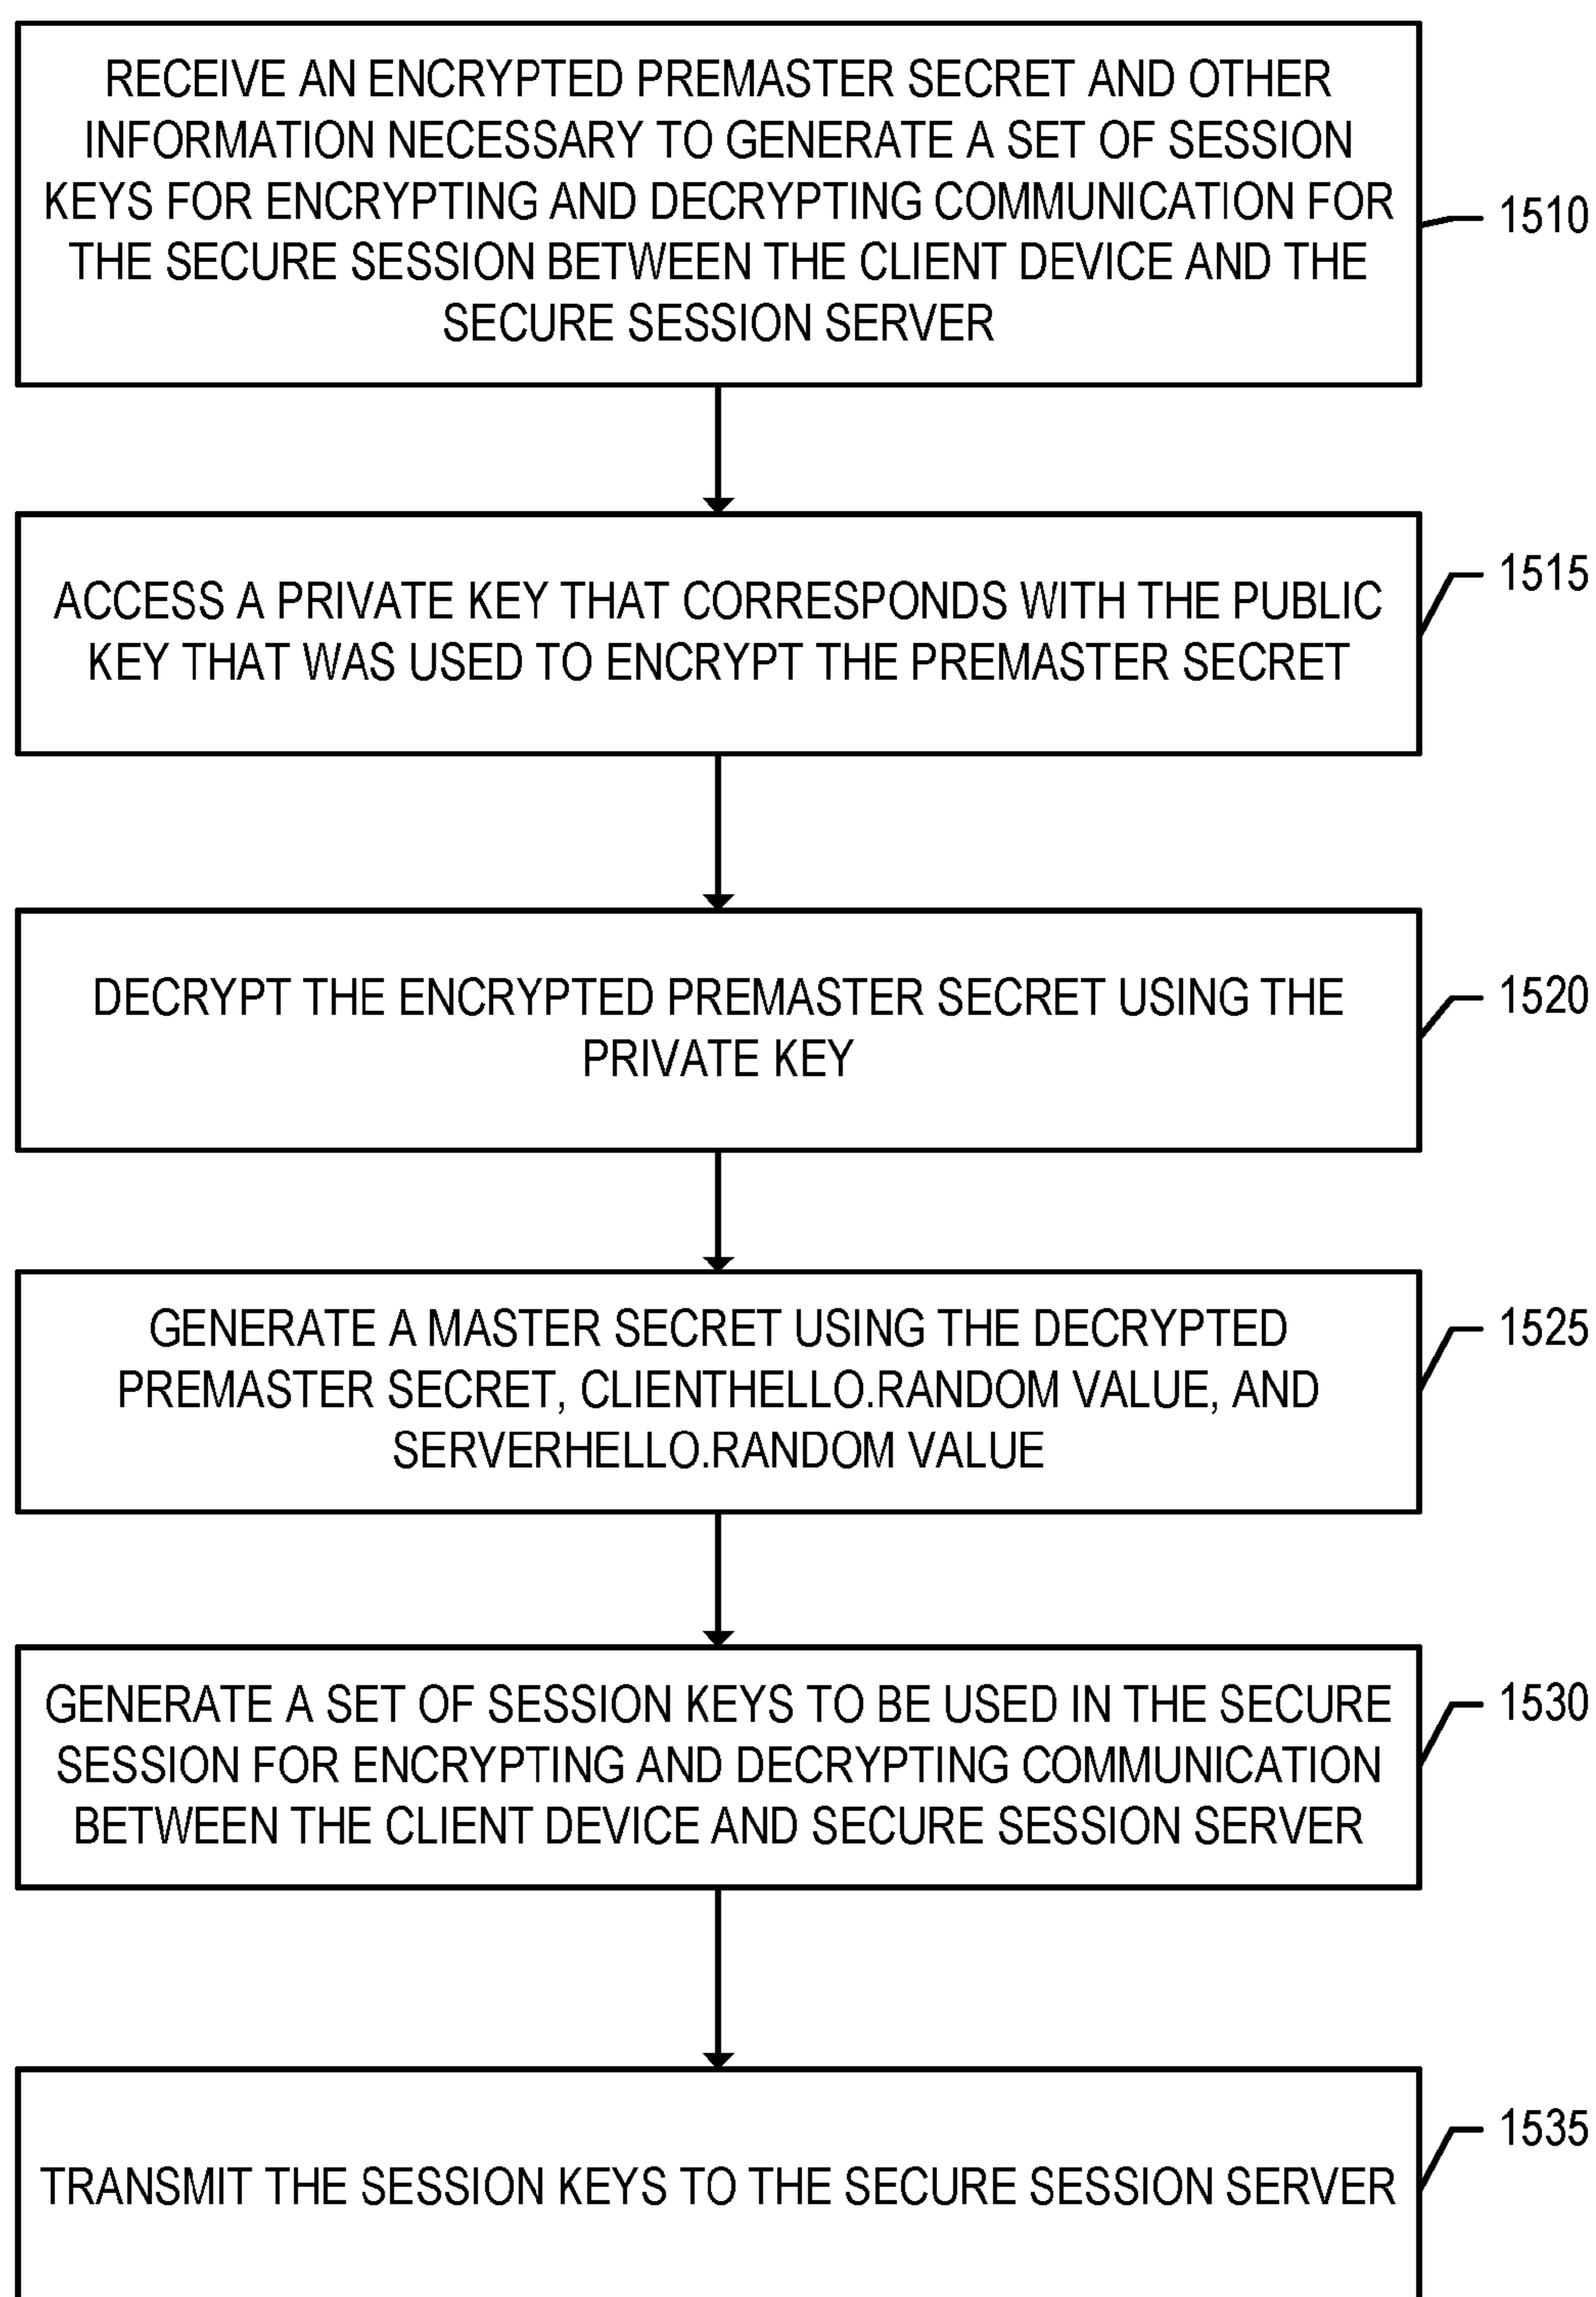 RECEIVE AN ENCRYPTED PREMASTER SECRET AND OTHER
INFORMATION NECESSARY TO GENERATE A SET OF SESSION
KEYS FOR ENCRYPTING AND DECRYPTING COMMUNICATION FOR
THE SECURE SESSION BETWEEN THE CLIENT DEVICE AND THE
SECURE SESSION SERVER
1510
ACCESS A PRIVATE KEY THAT CORRESPONDS WITH THE PUBLIC
KEY THAT WAS USED TO ENCRYPT THE PREMASTER SECRET
1515
DECRYPT THE ENCRYPTED PREMASTER SECRET USING THE
PRIVATE KEY
1520
GENERATE A MASTER SECRET USING THE DECRYPTED
PREMASTER SECRET, CLIENTHELLO.RANDOM VALUE, AND
SERVERHELLO.RANDOM VALUE
1525
GENERATE A SET OF SESSION KEYS TO BE USED IN THE SECURE
SESSION FOR ENCRYPTING AND DECRYPTING COMMUNICATION
BETWEEN THE CLIENT DEVICE AND SECURE SESSION SERVER
1530
TRANSMIT THE SESSION KEYS TO THE SECURE SESSION SERVER
1535